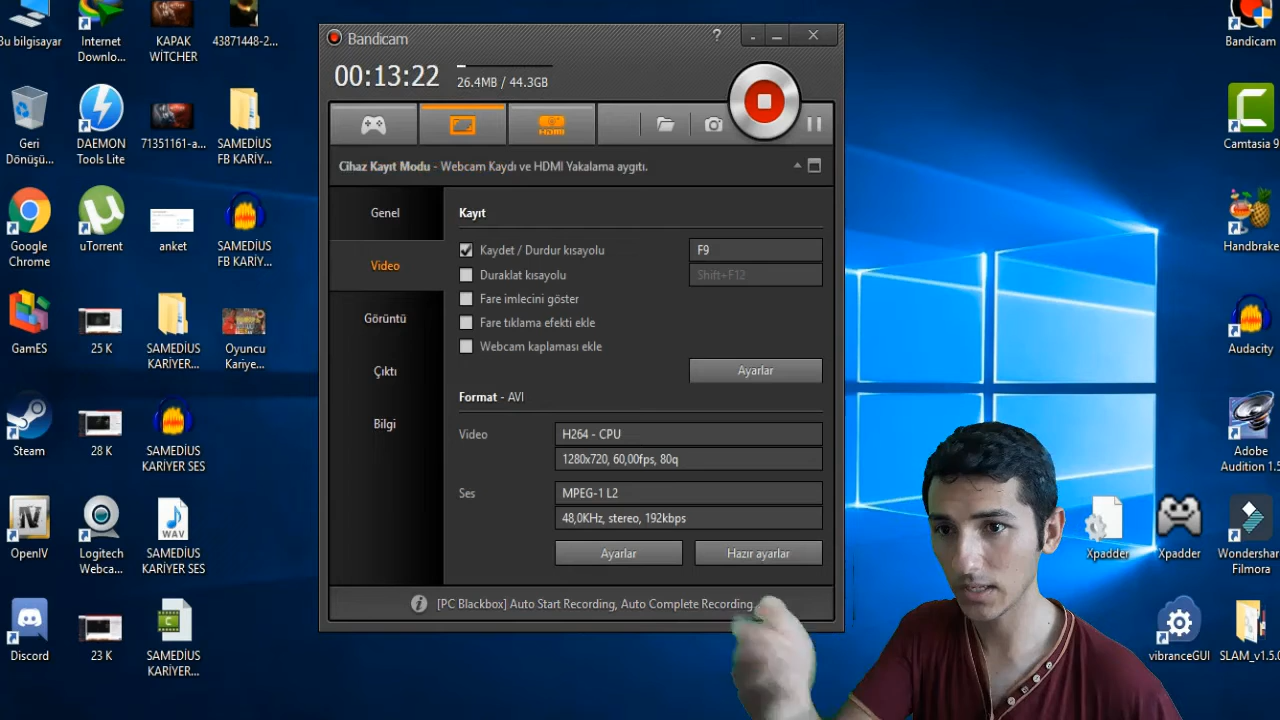 Bu bilgisayar
Internet
Downlo...
KAPAK
WİTCHER
43871448-2...
Geri
Dönüşü...
DAEMON
Tools Lite
71351161-a...
SAMEDİUS
FB KARİY...
Google
Chrome
uTorrent
anket
SAMEDİUS
FB KARİY...
GamES
25 K
SAMEDİUS
KARİYER...
Oyuncu
Kariye...
Steam
28 K
SAMEDİUS
KARİYER SES
OpenIV
Logitech
Webca...
WAV
SAMEDİUS
KARİYER SES
Discord
23 K
SAMEDİUS
KARİYER...
Bandicam
00:13:22
26.4MB / 44.3GB
Cihaz Kayıt Modu - Webcam Kaydı ve HDMI Yakalama aygıtı.
Genel
Video
Görüntü
Çıktı
Bilgi
Kayıt
Kaydet / Durdur kısayolu
F9
Duraklat kısayolu
Shift+F12
Fare imlecini göster
Fare tıklama efekti ekle
Webcam kaplaması ekle
Ayarlar
Format - AVI
Video
H264 - CPU
1280x720, 60,00fps, 80q
Ses
MPEG-1 L2
48,0KHz, stereo, 192kbps
Ayarlar
Hazır ayarlar
[PC Blackbox] Auto Start Recording, Auto Complete Recording
Bandicam
Camtasia 9
Handbrake
Audacity
Adobe
Audition 1.5
Xpadder
Xpadder
Wondershar
Filmora
vibranceGUI
SLAM_v1.5.0